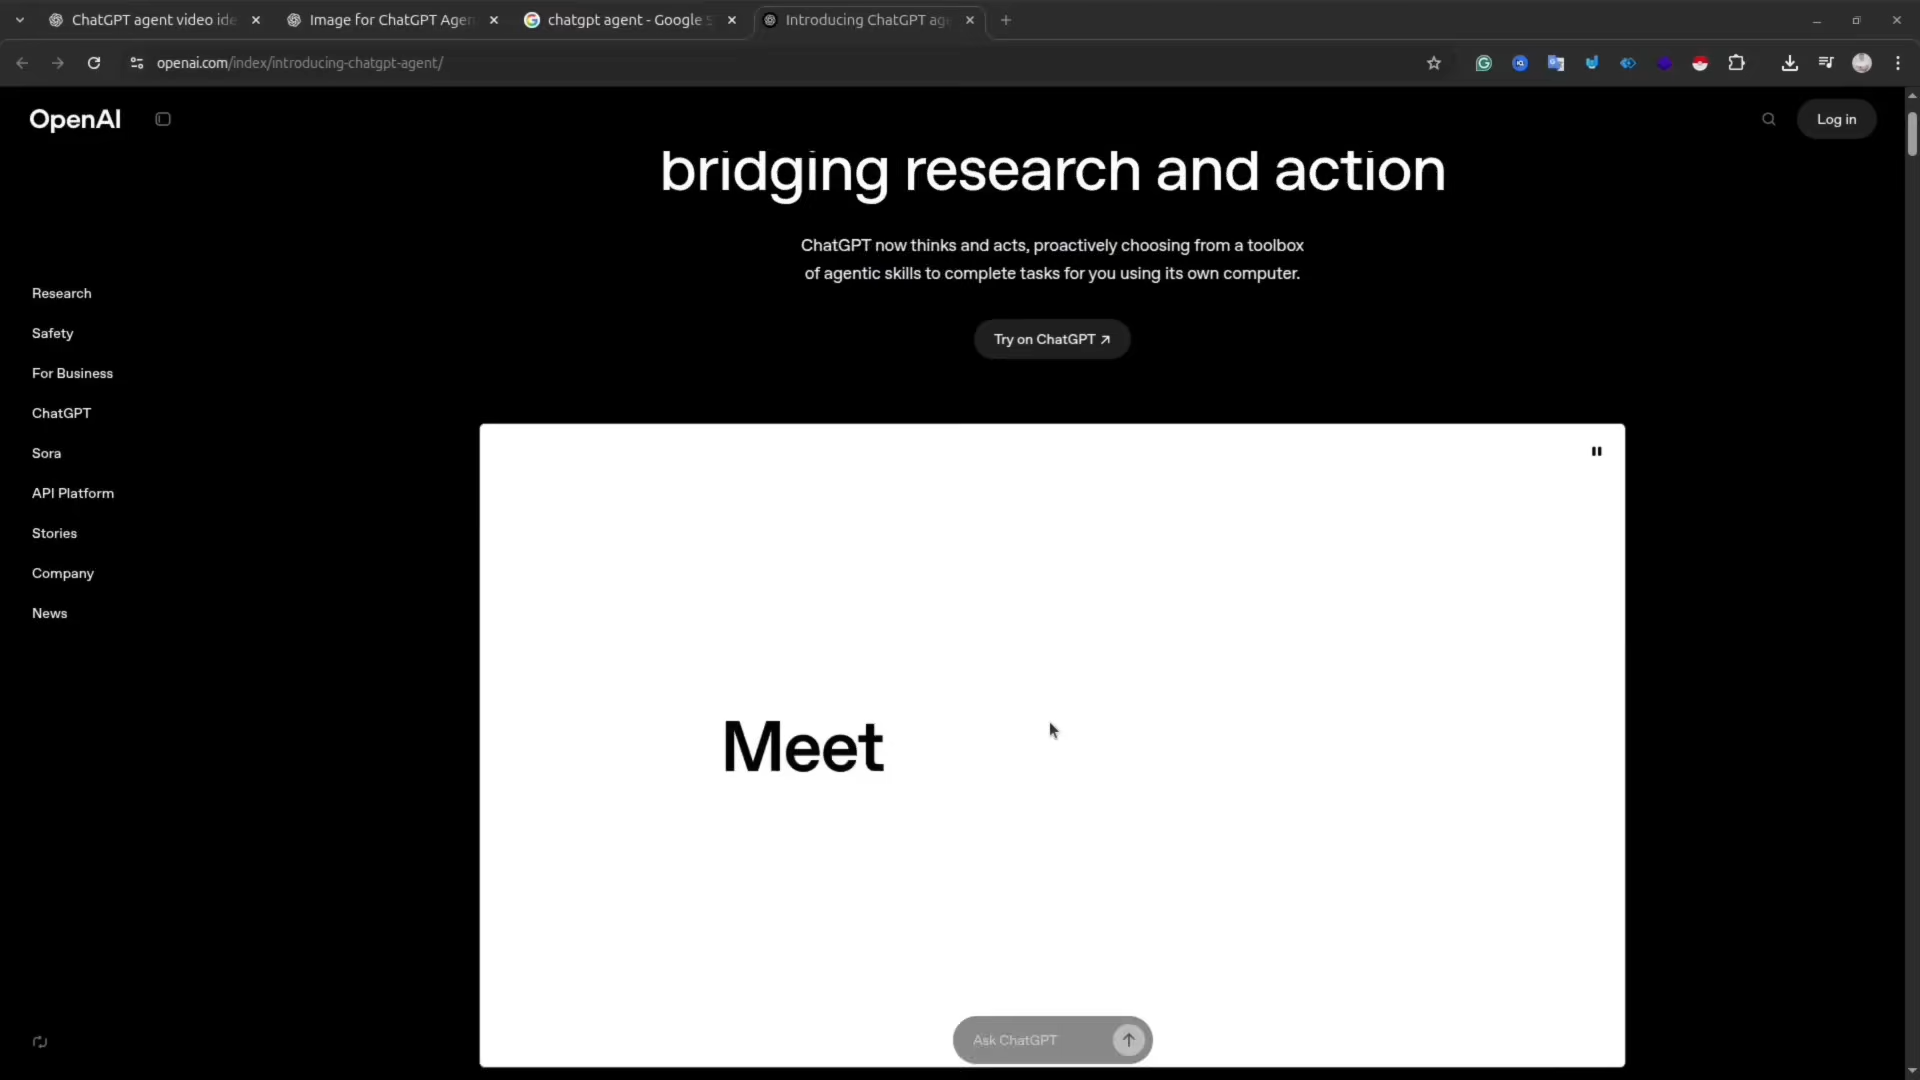 ChatGPT agent video ide
Image for ChatGPT Agen
chatgpt agent - Google S
Introducing ChatGPT age
openai.com/index/introducing-chatgpt-agent/
OpenAI
Log in
bridging research and action
ChatGPT now thinks and acts, proactively choosing from a toolbox
of agentic skills to complete tasks for you using its own computer.
Try on ChatGPT ↗
Research
Safety
For Business
ChatGPT
Sora
API Platform
Stories
Company
News
Meet
Ask ChatGPT